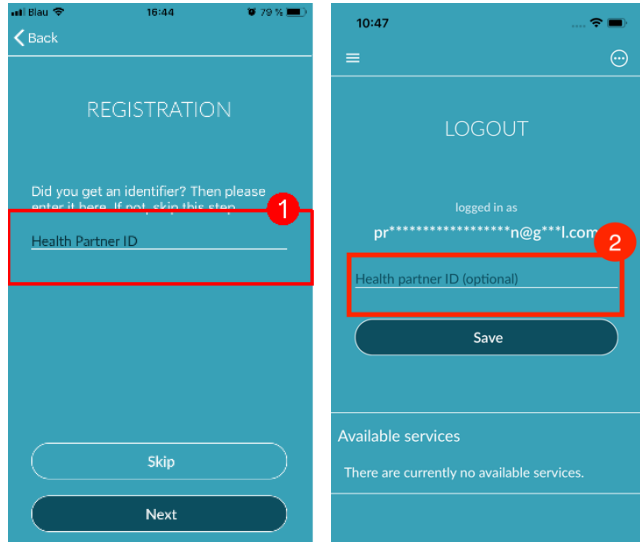 Blau 16:44 79 %
Back
REGISTRATION
Did you get an identifier? Then please
enter it here. If not, skip this step
1
Health Partner ID
Skip
Next
10:47
LOGOUT
logged in as
pr******************n@g***l.com
2
Health partner ID (optional)
Save
Available services
There are currently no available services.